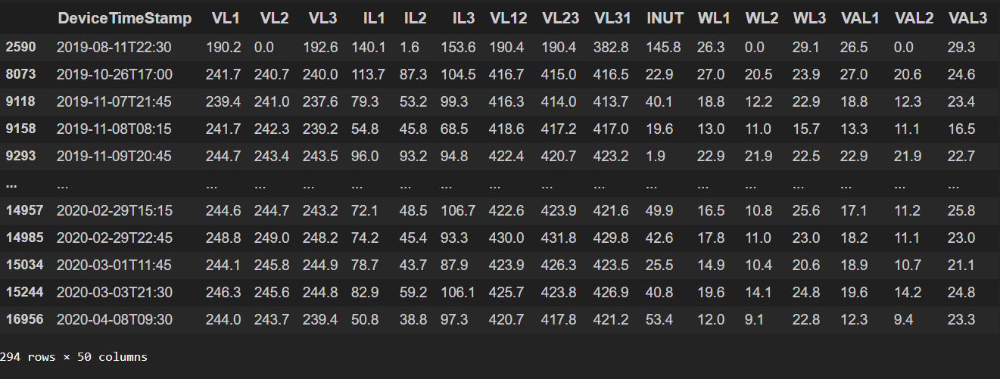 DeviceTimeStamp VL1 VL2 VL3 IL1 IL2 IL3 VL12 VL23 VL31 INUT WL1 WL2 WL3 VAL1 VAL2 VAL3
2590 2019-08-11T22:30 190.2 0.0 192.6 140.1 1.6 153.6 190.4 190.4 382.8 145.8 26.3 0.0 29.1 26.5 0.0 29.3
8073 2019-10-26T17:00 241.7 240.7 240.0 113.7 87.3 104.5 416.7 415.0 416.5 22.9 27.0 20.5 23.9 27.0 20.6 24.6
9118 2019-11-07T21:45 239.4 241.0 237.6 79.3 53.2 99.3 416.3 414.0 413.7 40.1 18.8 12.2 22.9 18.8 12.3 23.4
9158 2019-11-08T08:15 241.7 242.3 239.2 54.8 45.8 68.5 418.6 417.2 417.0 19.6 13.0 11.0 15.7 13.3 11.1 16.5
9293 2019-11-09T20:45 244.7 243.4 243.5 96.0 93.2 94.8 422.4 420.7 423.2 1.9 22.9 21.9 22.5 22.9 21.9 22.7
... ... ... ... ... ... ... ... ... ... ... ... ... ... ... ... ... ...
14957 2020-02-29T15:15 244.6 244.7 243.2 72.1 48.5 106.7 422.6 423.9 421.6 49.9 16.5 10.8 25.6 17.1 11.2 25.8
14985 2020-02-29T22:45 248.8 249.0 248.2 74.2 45.4 93.3 430.0 431.8 429.8 42.6 17.8 11.0 23.0 18.2 11.1 23.0
15034 2020-03-01T11:45 244.1 245.8 244.9 78.7 43.7 87.9 423.9 426.3 423.5 25.5 14.9 10.4 20.6 18.9 10.7 21.1
15244 2020-03-03T21:30 246.3 245.6 244.8 82.9 59.2 106.1 425.7 423.8 426.9 40.8 19.6 14.1 24.8 19.6 14.2 24.8
16956 2020-04-08T09:30 244.0 243.7 239.4 50.8 38.8 97.3 420.7 417.8 421.2 53.4 12.0 9.1 22.8 12.3 9.4 23.3
294 rows × 50 columns